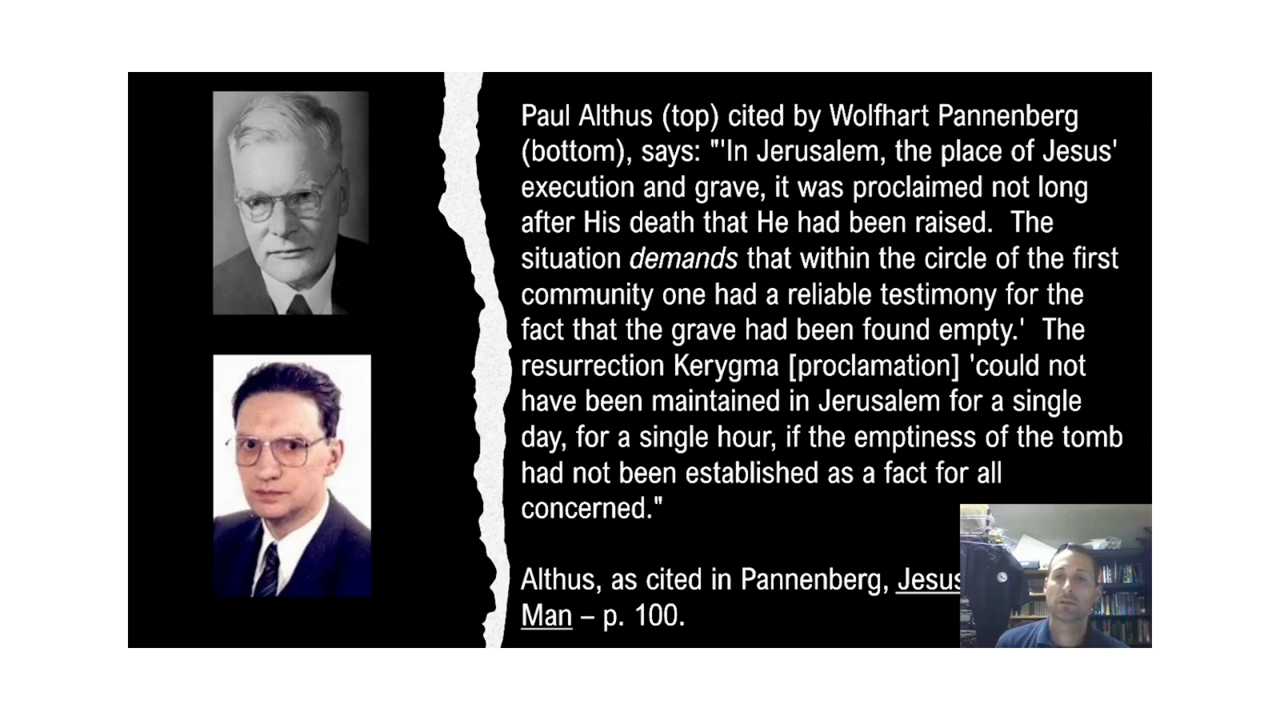 Paul Althus (top) cited by Wolfhart Pannenberg
(bottom), says: "'In Jerusalem, the place of Jesus'
execution and grave, it was proclaimed not long
after His death that He had been raised.  The
situation demands that within the circle of the first
community one had a reliable testimony for the
fact that the grave had been found empty.'  The
resurrection Kerygma [proclamation] 'could not
have been maintained in Jerusalem for a single
day, for a single hour, if the emptiness of the tomb
had not been established as a fact for all
concerned."
Althus, as cited in Pannenberg, Jesus
Man – p. 100.